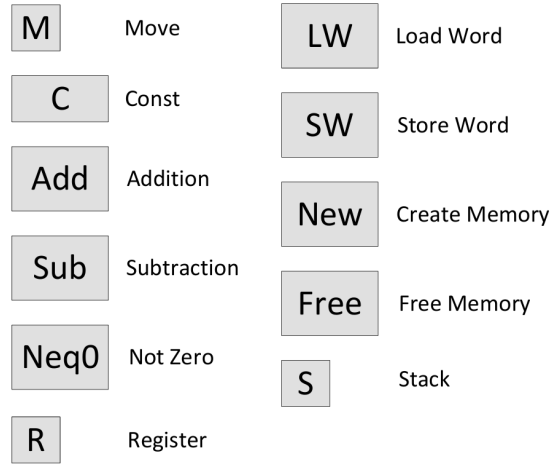 M Move
C Const
Add Addition
Sub Subtraction
Neq0 Not Zero
R Register
LW Load Word
SW Store Word
New Create Memory
Free Free Memory
S Stack